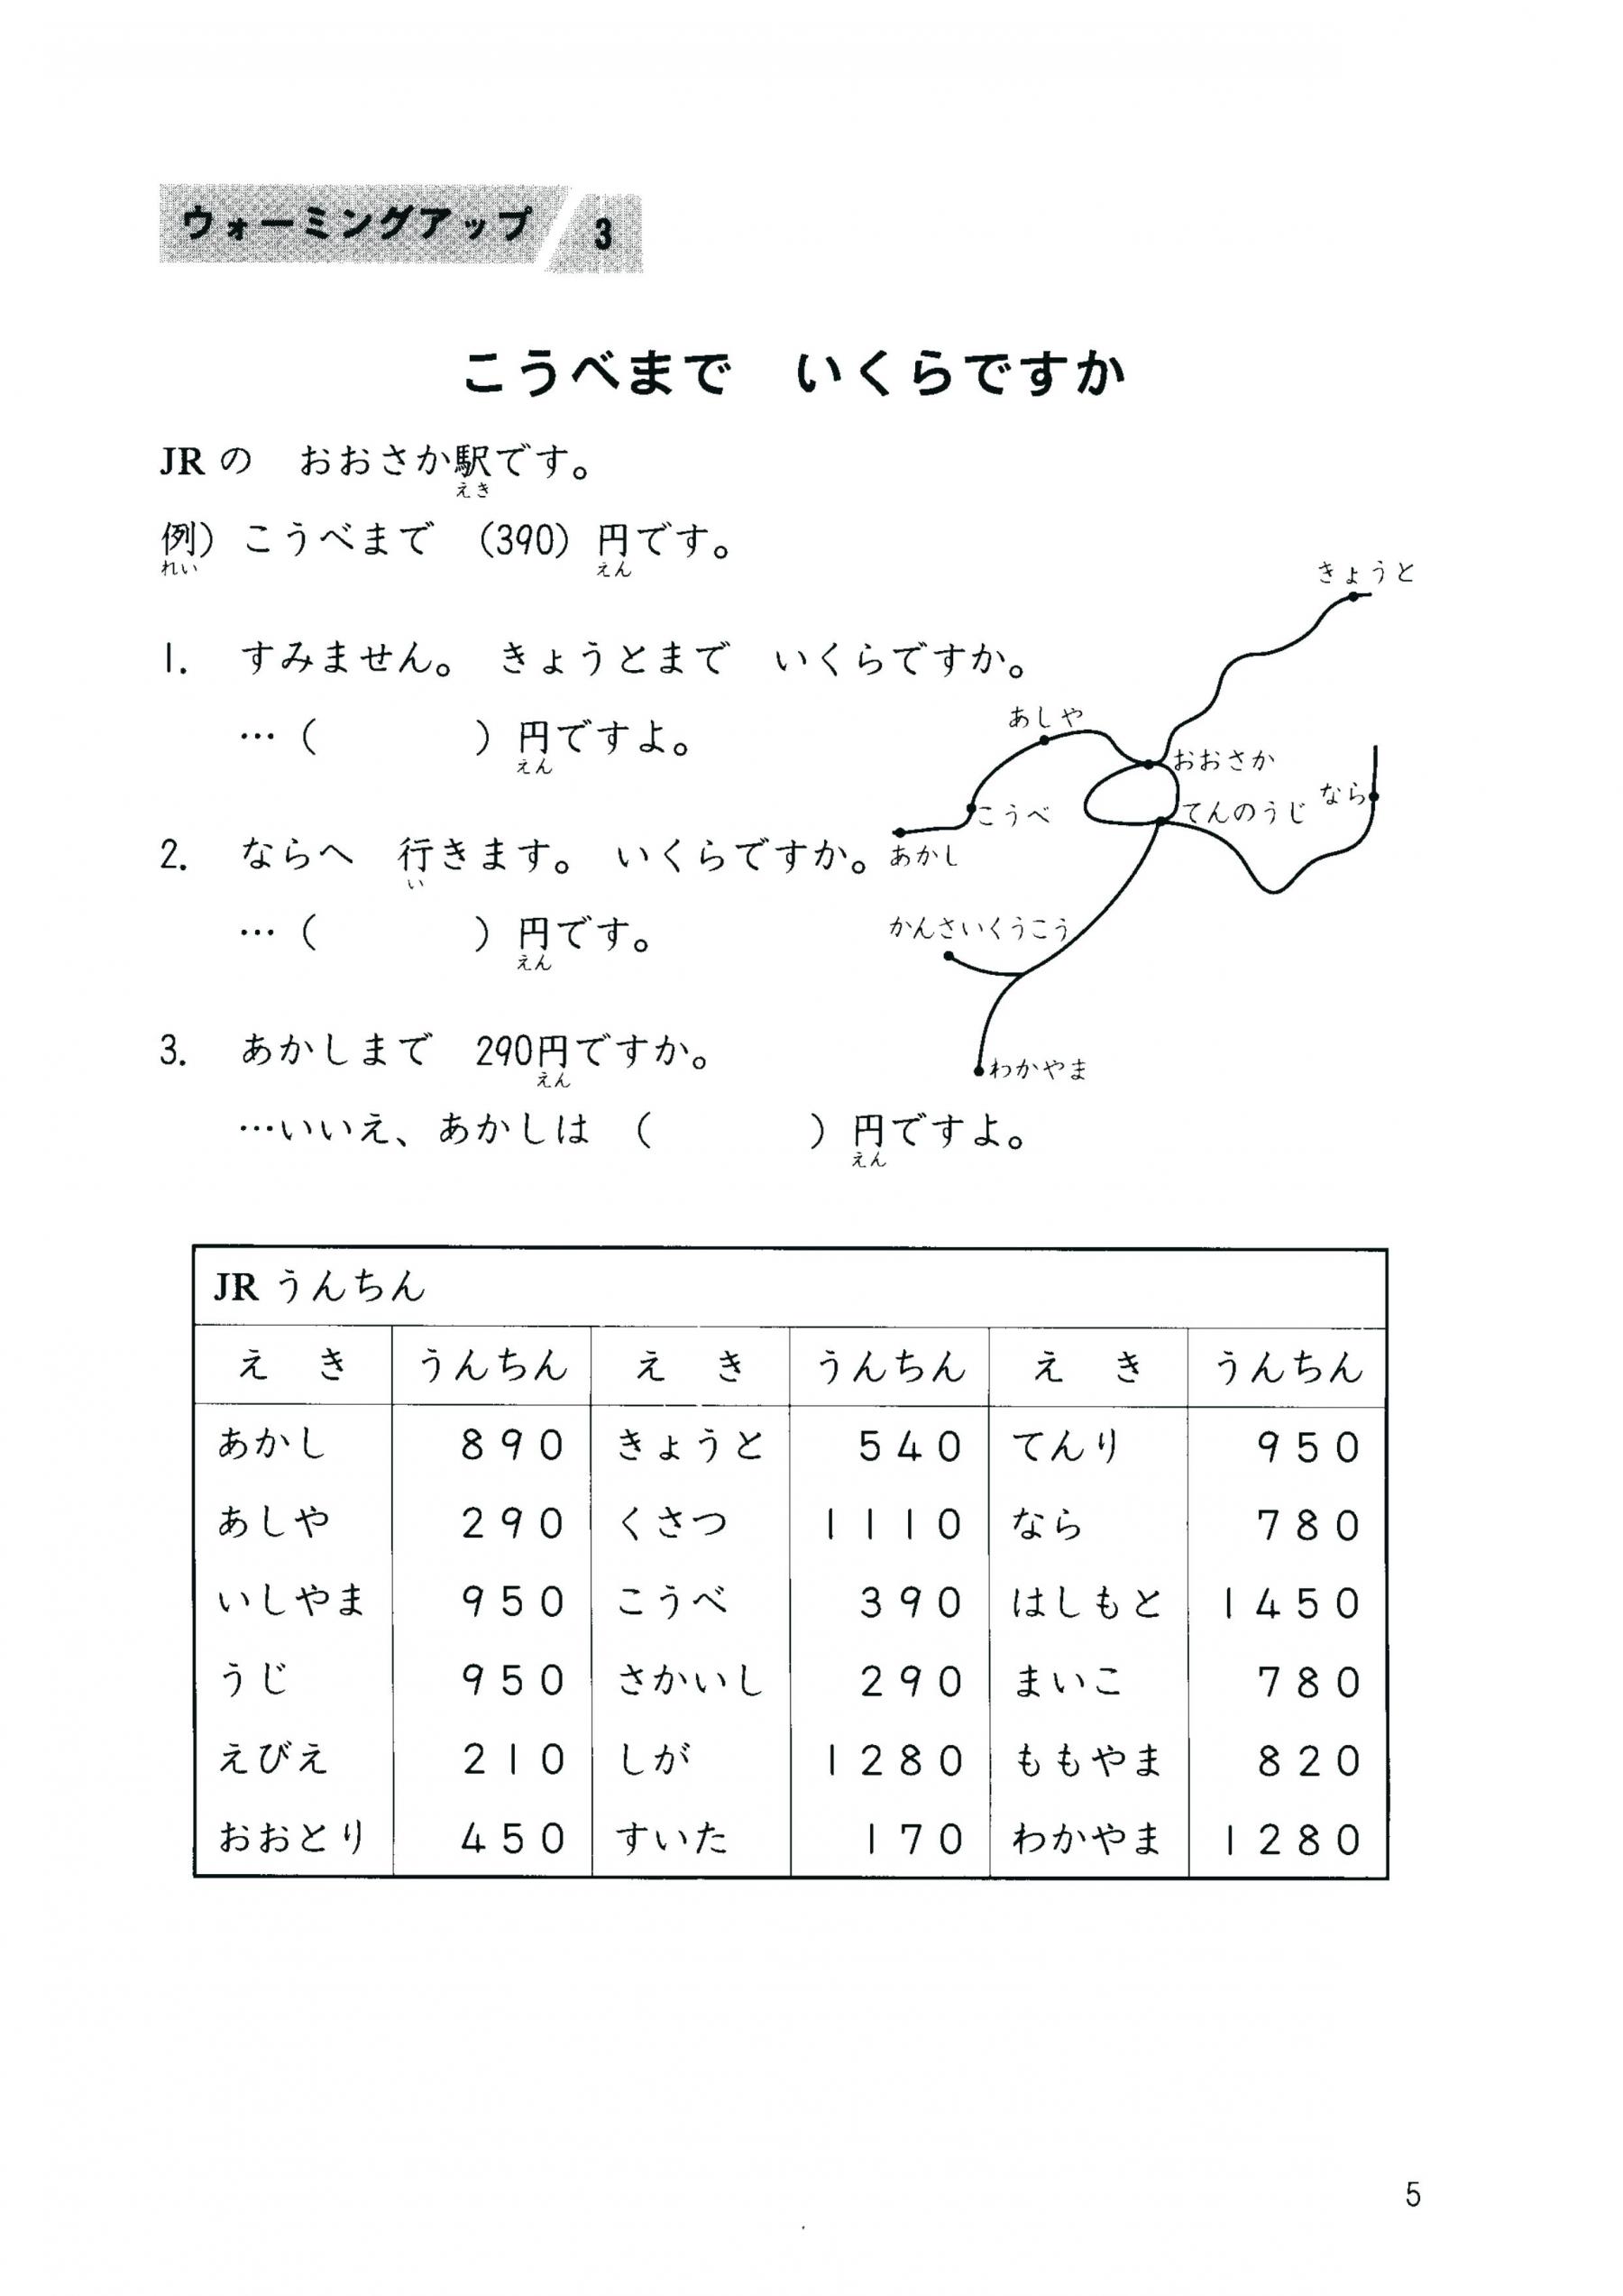 ウォーミングアップ 3
こうべまで いくらですか
JRの おおさか駅です。
えき
例）こうべまで （390）円です。
れい えん
1. すみません。 きょうとまで いくらですか。
…（ ）円ですよ。
えん
2. ならへ 行きます。 いくらですか。
い
…（ ）円です。
えん
3. あかしまで 290円ですか。
えん
…いいえ、あかしは （ ）円ですよ。
えん
きょうと
あしや
おおさか
なら
こうべ
てんのうじ
あかし
かんさいくうこう
わかやま
JR うんちん
えき うんちん えき うんちん えき うんちん
あかし 890 きょうと 540 てんり 950
あしや 290 くさつ 1110 なら 780
いしやま 950 こうべ 390 はしもと 1450
うじ 950 さかいし 290 まいこ 780
えびえ 210 しが 1280 ももやま 820
おおとり 450 すいた 170 わかやま 1280
5